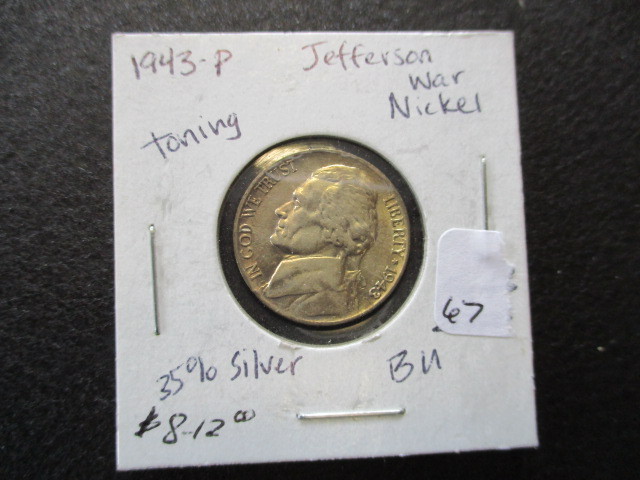 1943-P Jefferson
War
Nickel
toning
IN GOD WE TRUST
LIBERTY ★ 1943
67
35% Silver
BU
$8-12.00